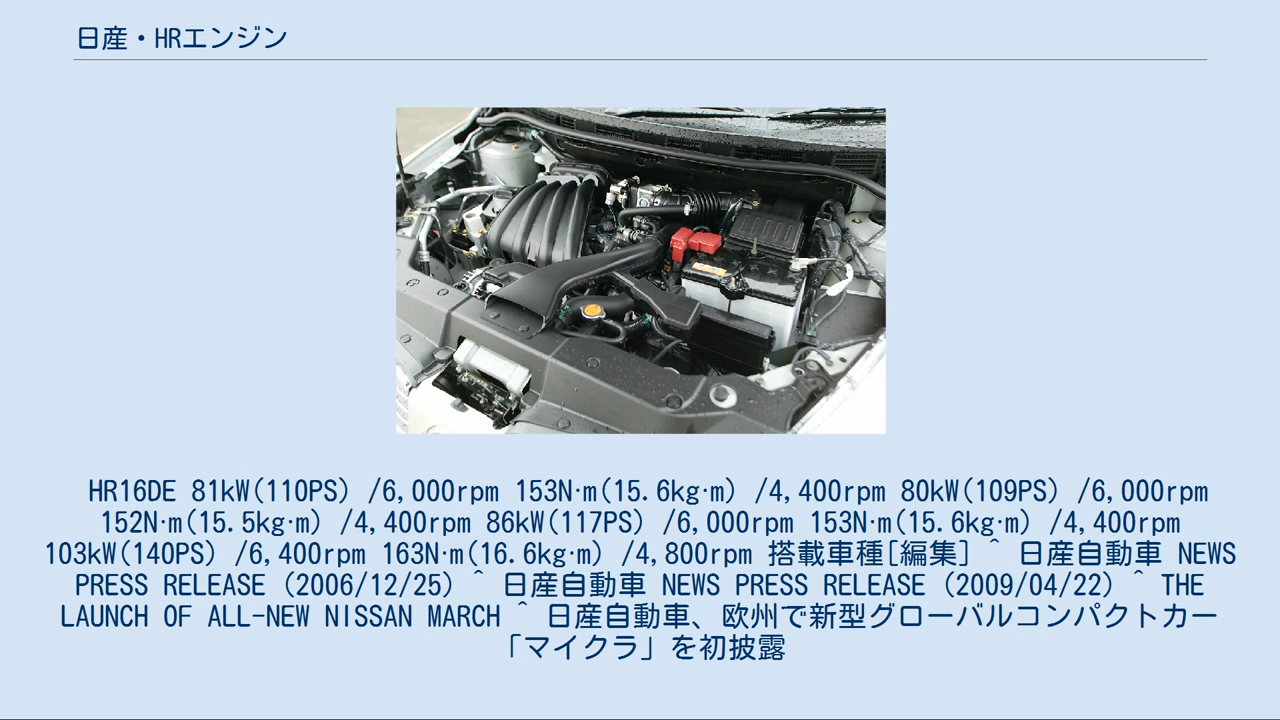 日産・HRエンジン
HR16DE 81kW(110PS) /6,000rpm 153N·m(15.6kg·m) /4,400rpm 80kW(109PS) /6,000rpm
152N·m(15.5kg·m) /4,400rpm 86kW(117PS) /6,000rpm 153N·m(15.6kg·m) /4,400rpm
103kW(140PS) /6,400rpm 163N·m(16.6kg·m) /4,800rpm 搭載車種[編集] ^ 日産自動車 NEWS
PRESS RELEASE (2006/12/25) ^ 日産自動車 NEWS PRESS RELEASE (2009/04/22) ^ THE
LAUNCH OF ALL-NEW NISSAN MARCH ^ 日産自動車、欧州で新型グローバルコンパクトカー
「マイクラ」を初披露